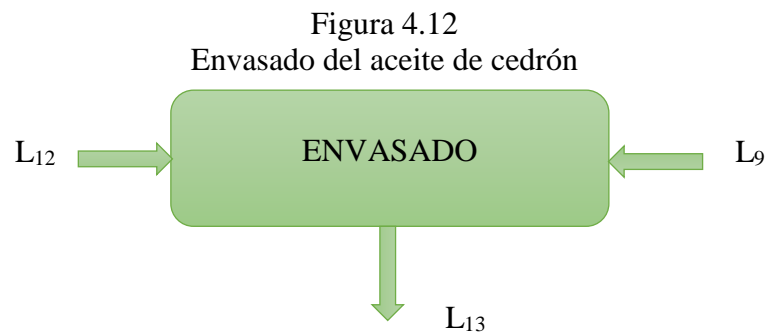 Figura 4.12
Envasado del aceite de cedrón
L₁₂ ENVASADO L₉
L₁₃